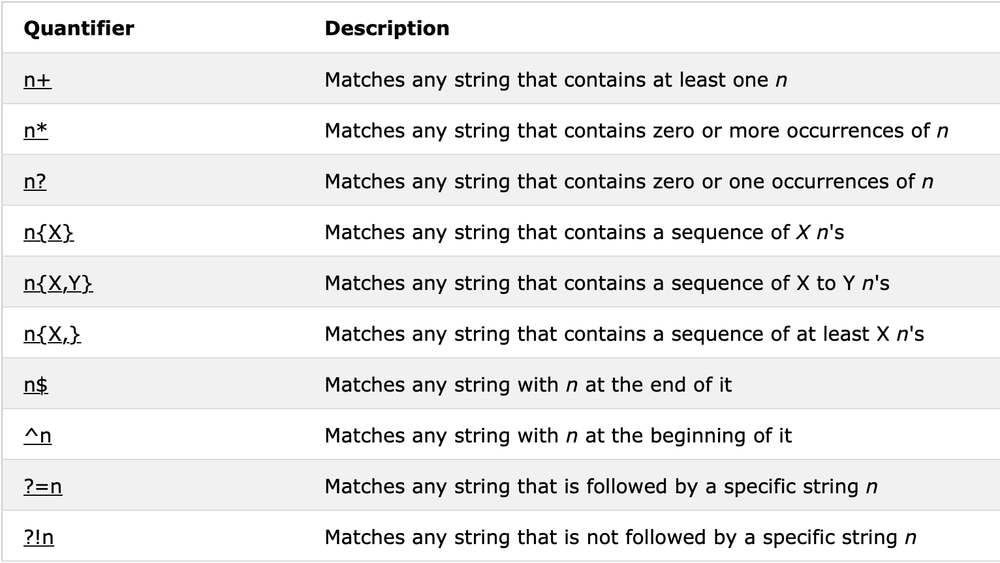 Quantifier Description
n+ Matches any string that contains at least one n
n* Matches any string that contains zero or more occurrences of n
n? Matches any string that contains zero or one occurrences of n
n{X} Matches any string that contains a sequence of X n's
n{X,Y} Matches any string that contains a sequence of X to Y n's
n{X,} Matches any string that contains a sequence of at least X n's
n$ Matches any string with n at the end of it
^n Matches any string with n at the beginning of it
?=n Matches any string that is followed by a specific string n
?!n Matches any string that is not followed by a specific string n